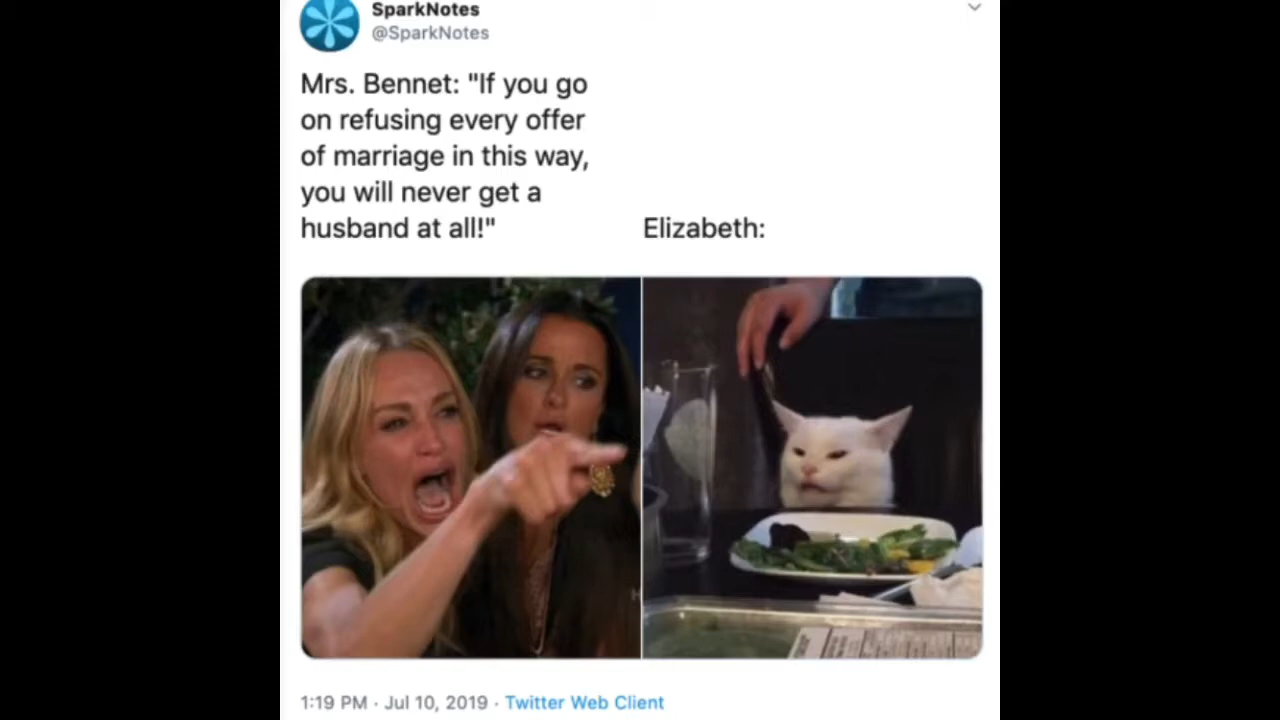 SparkNotes
@SparkNotes
Mrs. Bennet: "If you go
on refusing every offer
of marriage in this way,
you will never get a
husband at all!"
Elizabeth:
1:19 PM · Jul 10, 2019 · Twitter Web Client